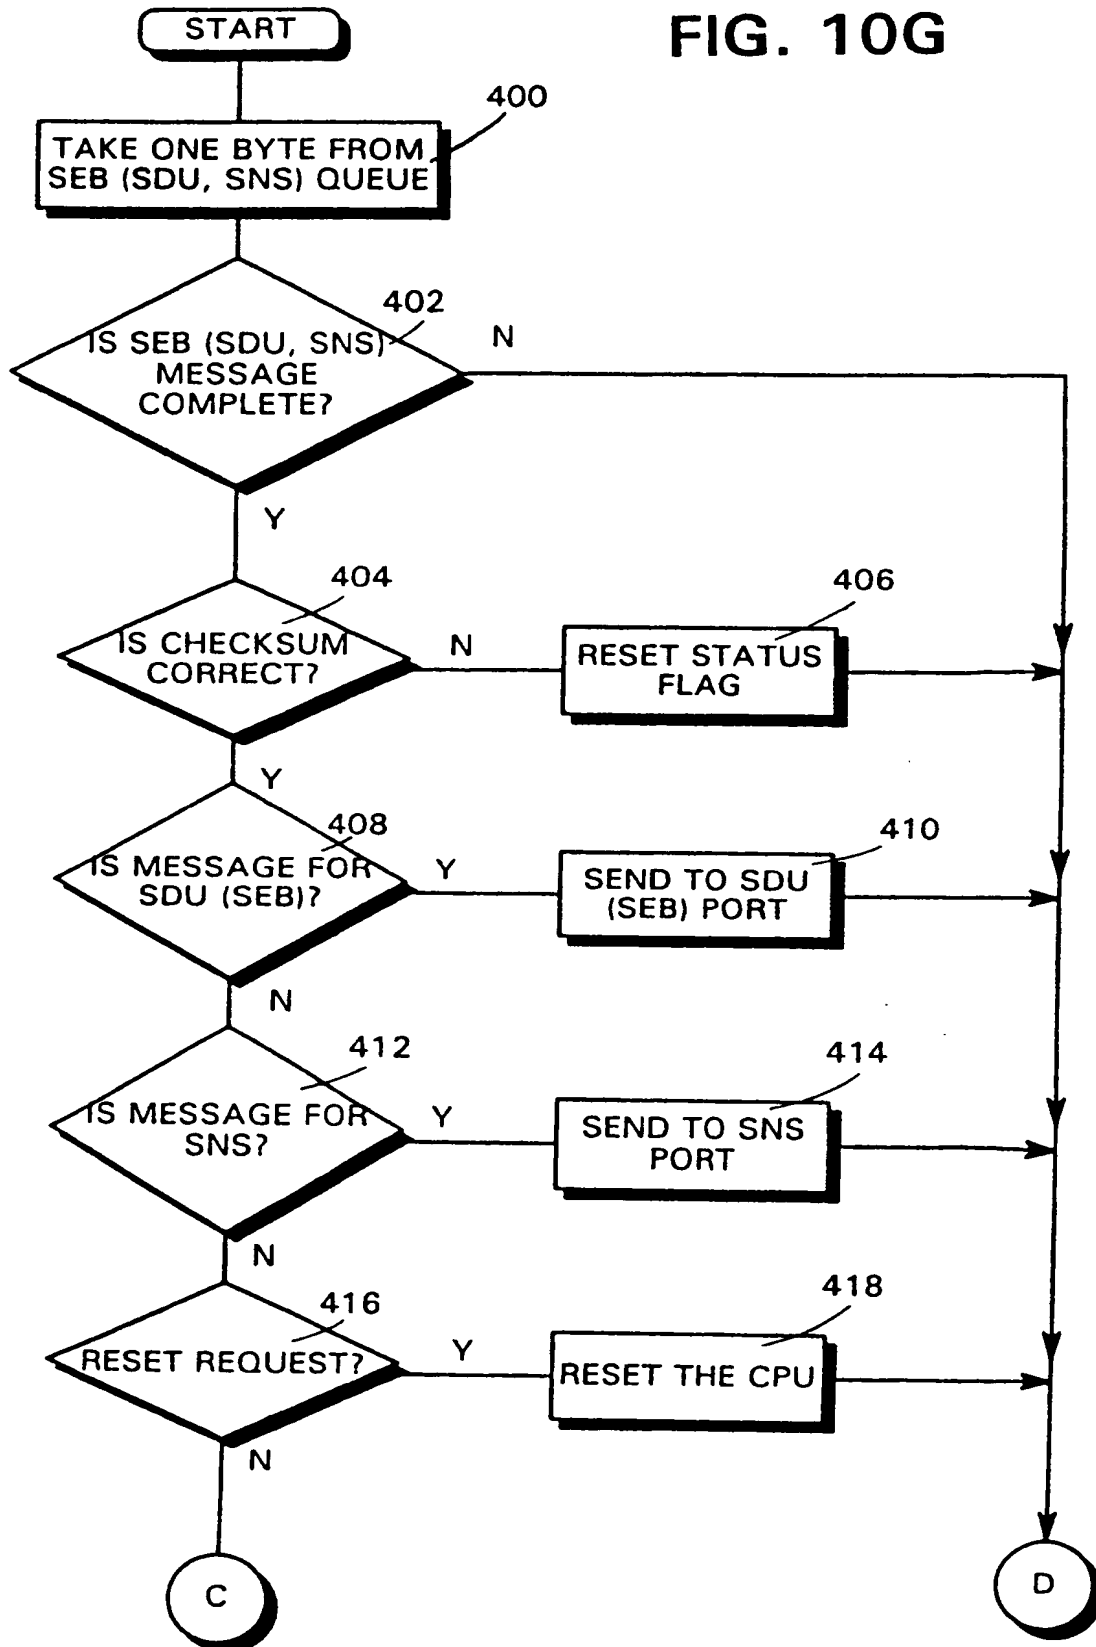 START
FIG. 10G
400
TAKE ONE BYTE FROM
SEB (SDU, SNS) QUEUE
402
IS SEB (SDU, SNS)
MESSAGE
COMPLETE?
N
Y
404
IS CHECKSUM
CORRECT?
N
406
RESET STATUS
FLAG
Y
408
IS MESSAGE FOR
SDU (SEB)?
Y
410
SEND TO SDU
(SEB) PORT
N
412
IS MESSAGE FOR
SNS?
Y
414
SEND TO SNS
PORT
N
416
RESET REQUEST?
Y
418
RESET THE CPU
N
C
D